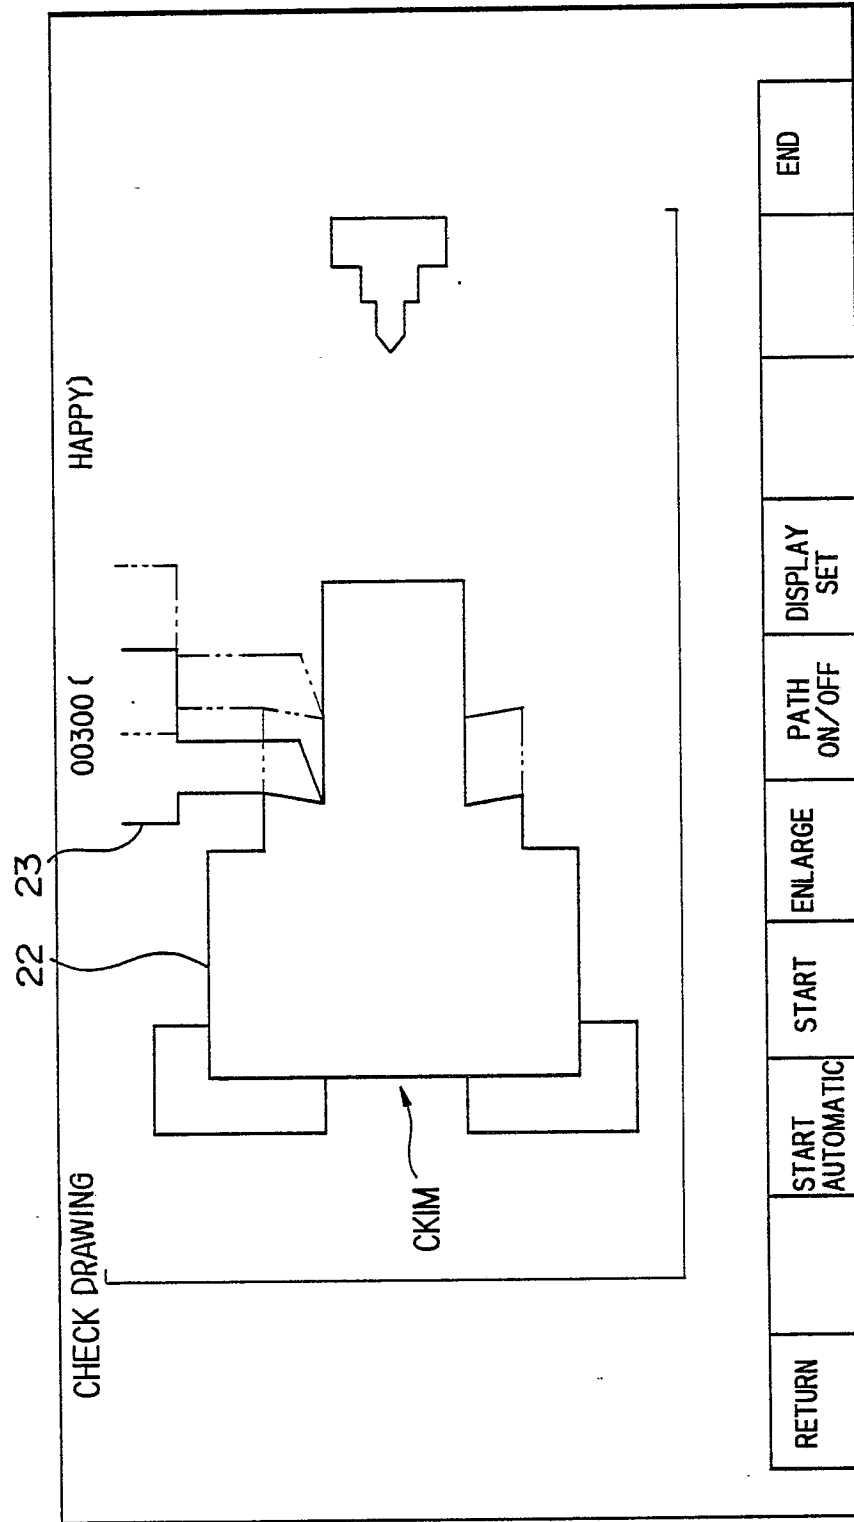 CHECK DRAWING 00300 ( HAPPY)
22
23
CKIM
RETURN
START
AUTOMATIC
START
ENLARGE
PATH
ON/OFF
DISPLAY
SET
END